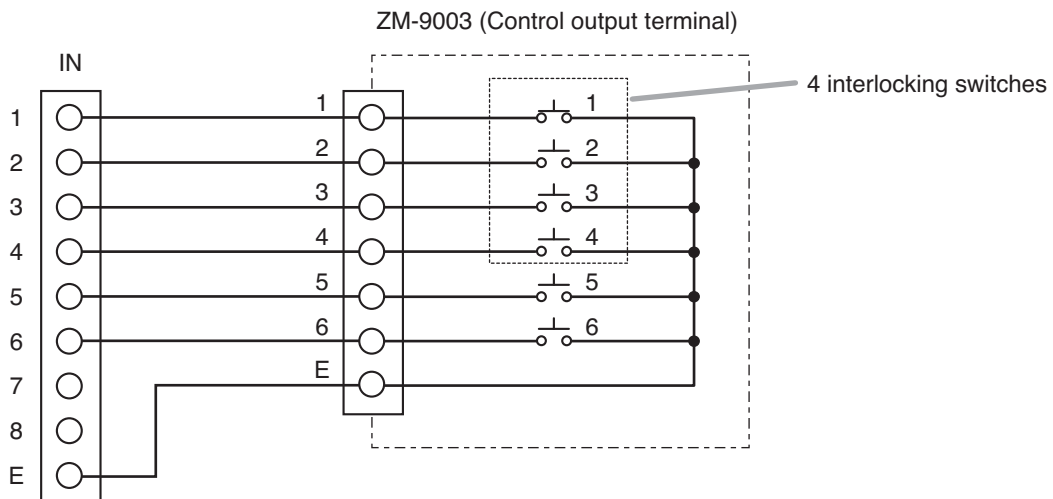 ZM-9003 (Control output terminal)
IN
4 interlocking switches
1 1 1
2 2 2
3 3 3
4 4 4
5 5 5
6 6 6
7 E
8
E